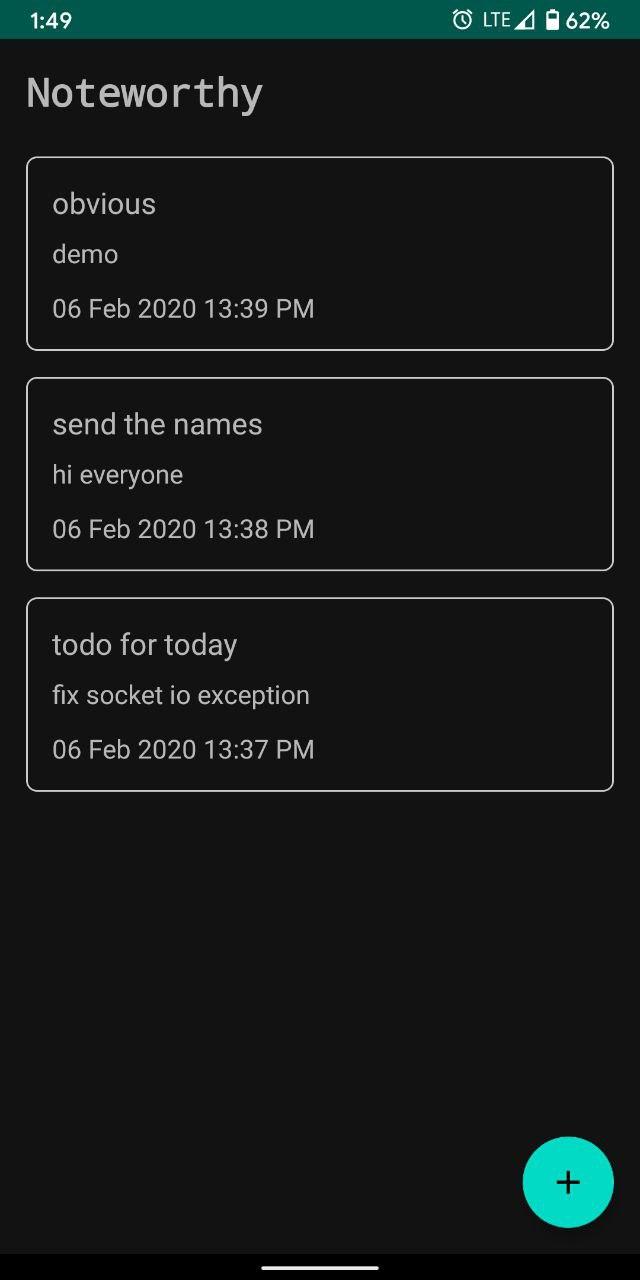 1:49 LTE 62%
Noteworthy
obvious
demo
06 Feb 2020 13:39 PM
send the names
hi everyone
06 Feb 2020 13:38 PM
todo for today
fix socket io exception
06 Feb 2020 13:37 PM
+